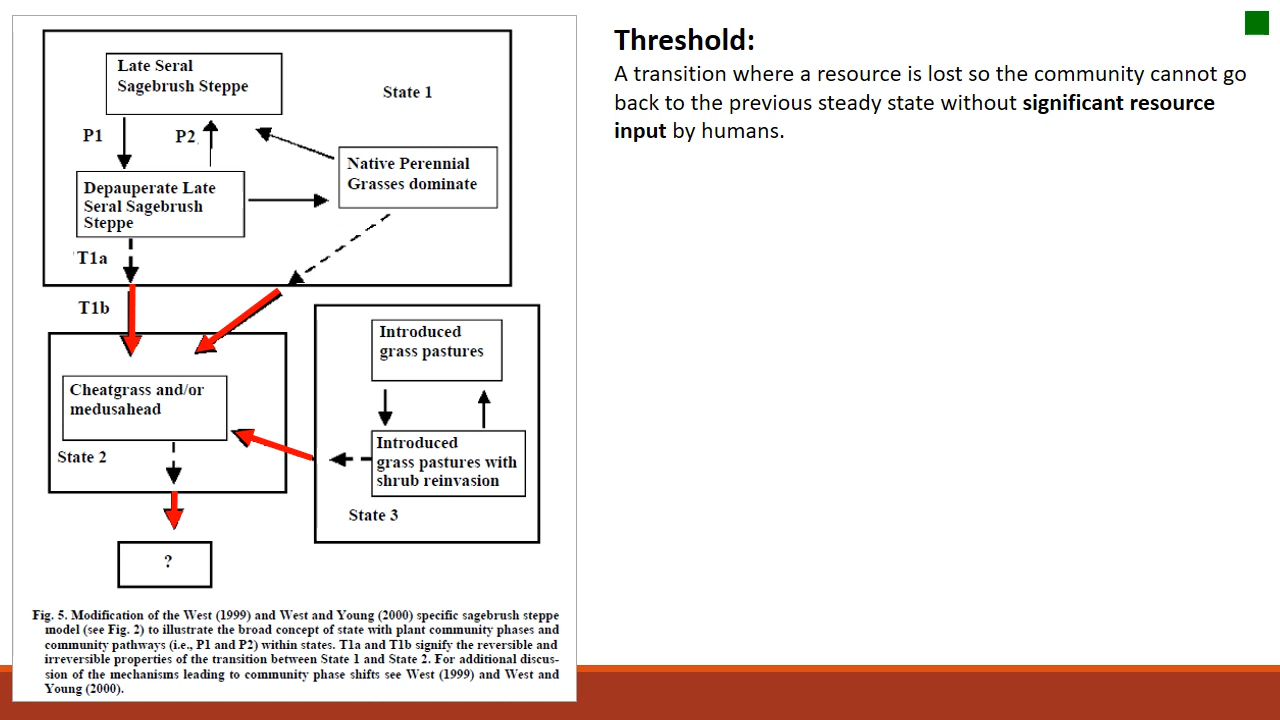 Late Seral
Sagebrush Steppe
State 1
P1
P2
Native Perennial
Grasses dominate
Depauperate Late
Seral Sagebrush
Steppe
T1a
T1b
Introduced
grass pastures
Cheatgrass and/or
medusahead
State 2
Introduced
grass pastures with
shrub reinvasion
State 3
?
Fig. 5. Modification of the West (1999) and West and Young (2000) specific sagebrush steppe
model (see Fig. 2) to illustrate the broad concept of state with plant community phases and
community pathways (i.e., P1 and P2) within states. T1a and T1b signify the reversible and
irreversible properties of the transition between State 1 and State 2. For additional discus-
sion of the mechanisms leading to community phase shifts see West (1999) and West and
Young (2000).
Threshold:
A transition where a resource is lost so the community cannot go
back to the previous steady state without significant resource
input by humans.